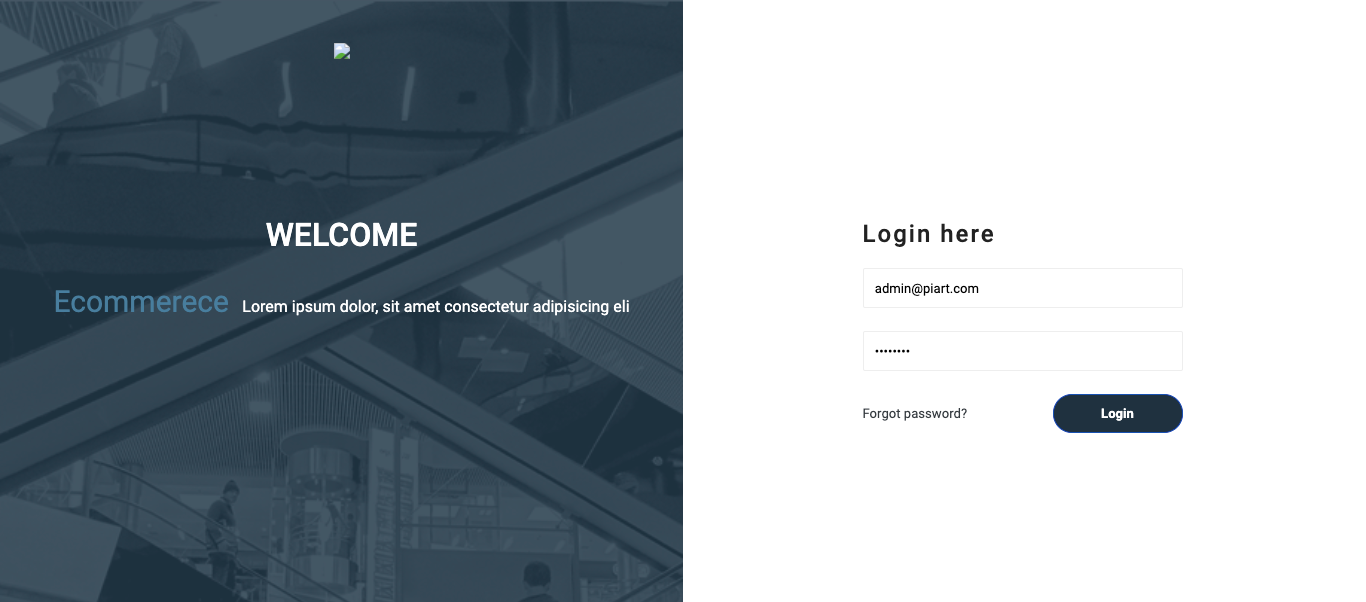 WELCOME
Ecommerece Lorem ipsum dolor, sit amet consectetur adipisicing eli
Login here
admin@piart.com
••••••••
Forgot password?
Login